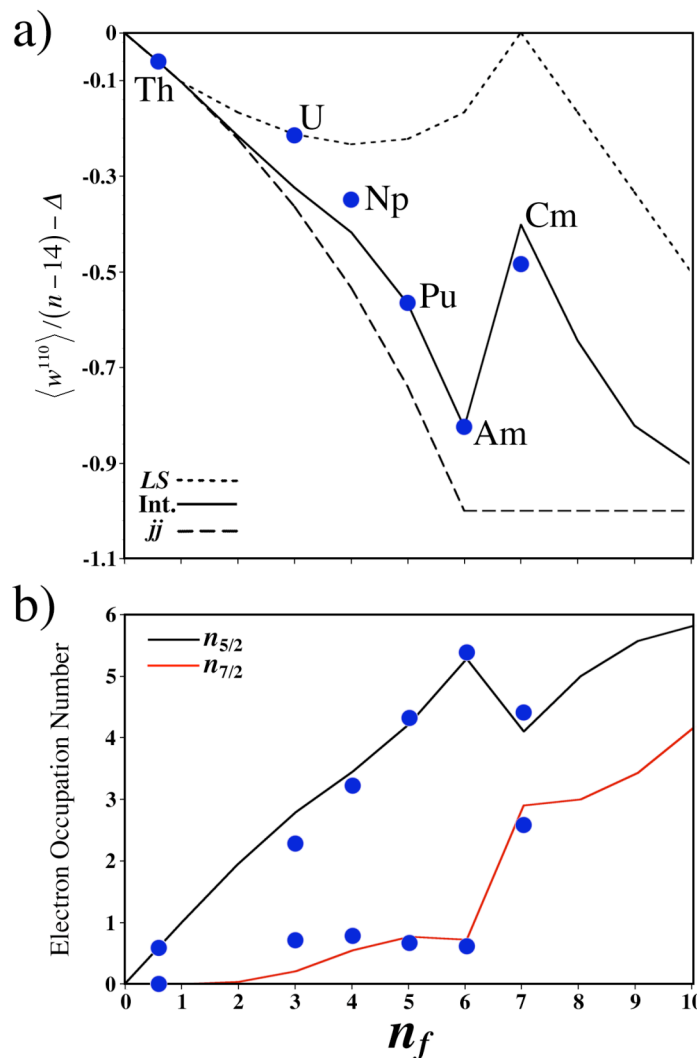 a)
0
-0.1
-0.3
-0.5
-0.7
-0.9
-1.1
⟨w¹¹⁰⟩/(n−14)−Δ
Th
U
Np
Pu
Am
Cm
LS
Int.
jj
b)
6
5
4
3
2
1
0
Electron Occupation Number
n5/2
n7/2
0 1 2 3 4 5 6 7 8 9 10
nf